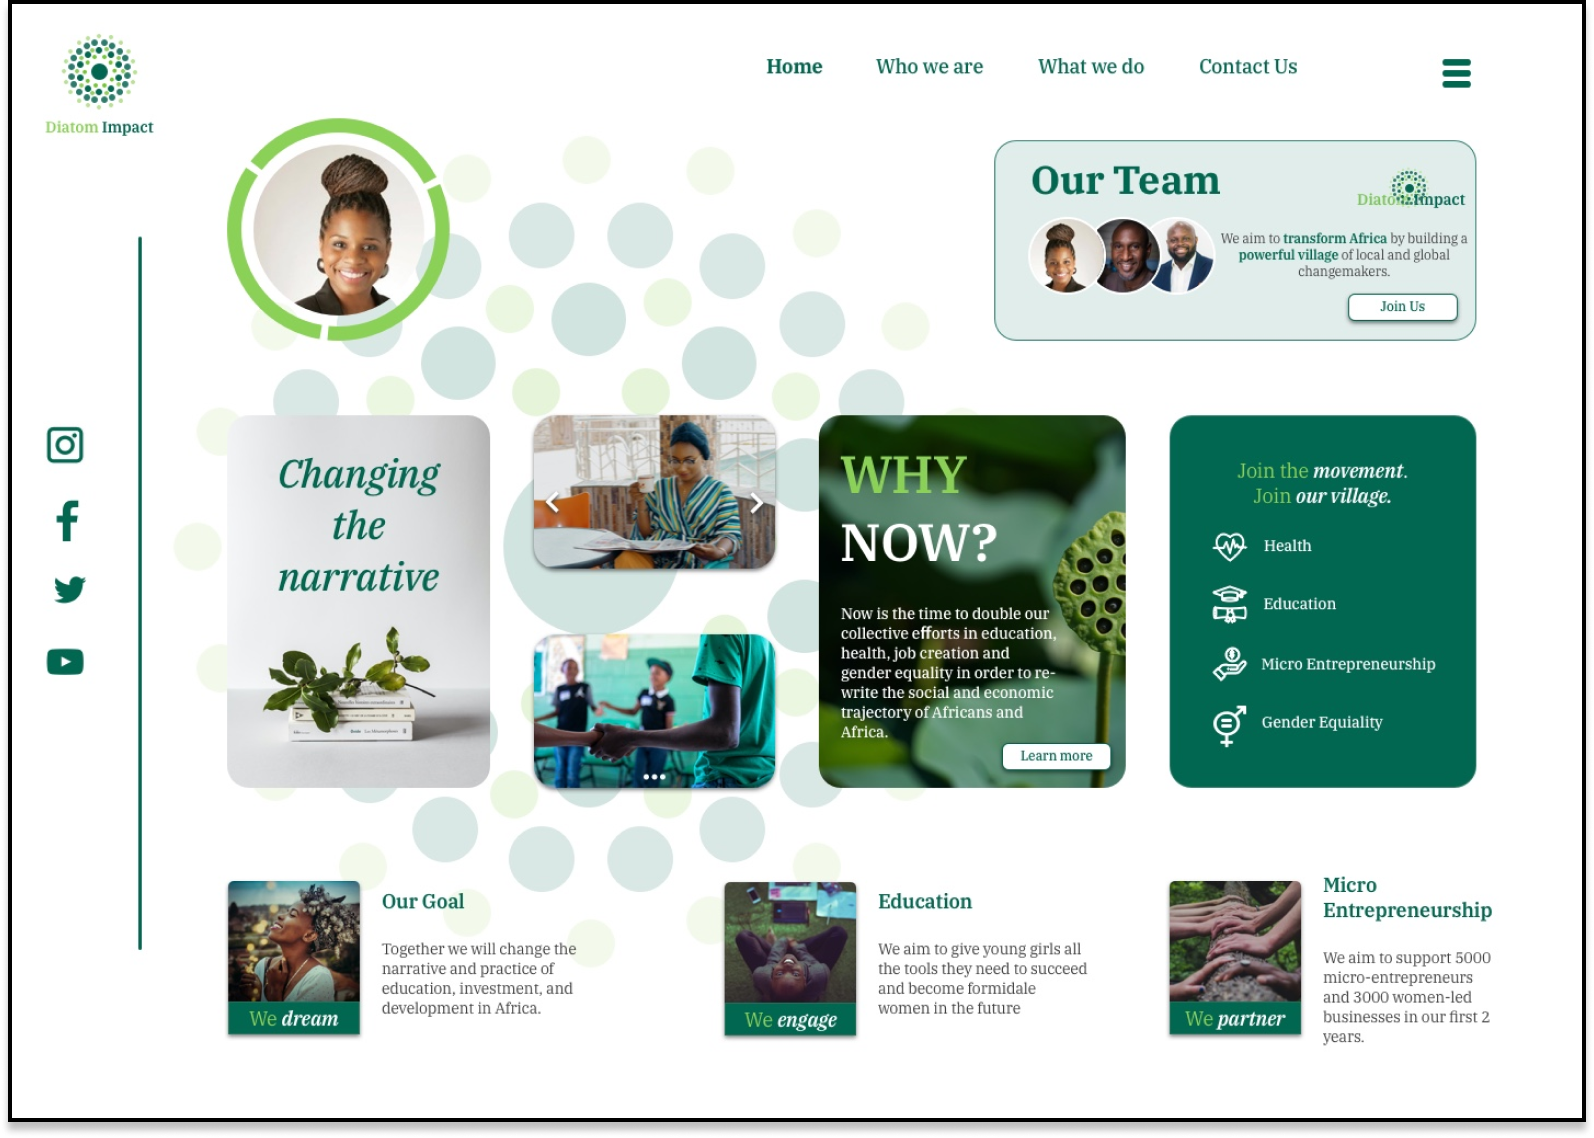 Diatom Impact
Home
Who we are
What we do
Contact Us
Our Team
Diatom Impact
We aim to transform Africa by building a
powerful village of local and global
changemakers.
Join Us
Changing
the
narrative
WHY
NOW?
Now is the time to double our
collective efforts in education,
health, job creation and
gender equality in order to re-
write the social and economic
trajectory of Africans and
Africa.
Learn more
Join the movement.
Join our village.
Health
Education
Micro Entrepreneurship
Gender Equiality
We dream
Our Goal
Together we will change the
narrative and practice of
education, investment, and
development in Africa.
We engage
Education
We aim to give young girls all
the tools they need to succeed
and become formidale
women in the future
We partner
Micro
Entrepreneurship
We aim to support 5000
micro-entrepreneurs
and 3000 women-led
businesses in our first 2
years.